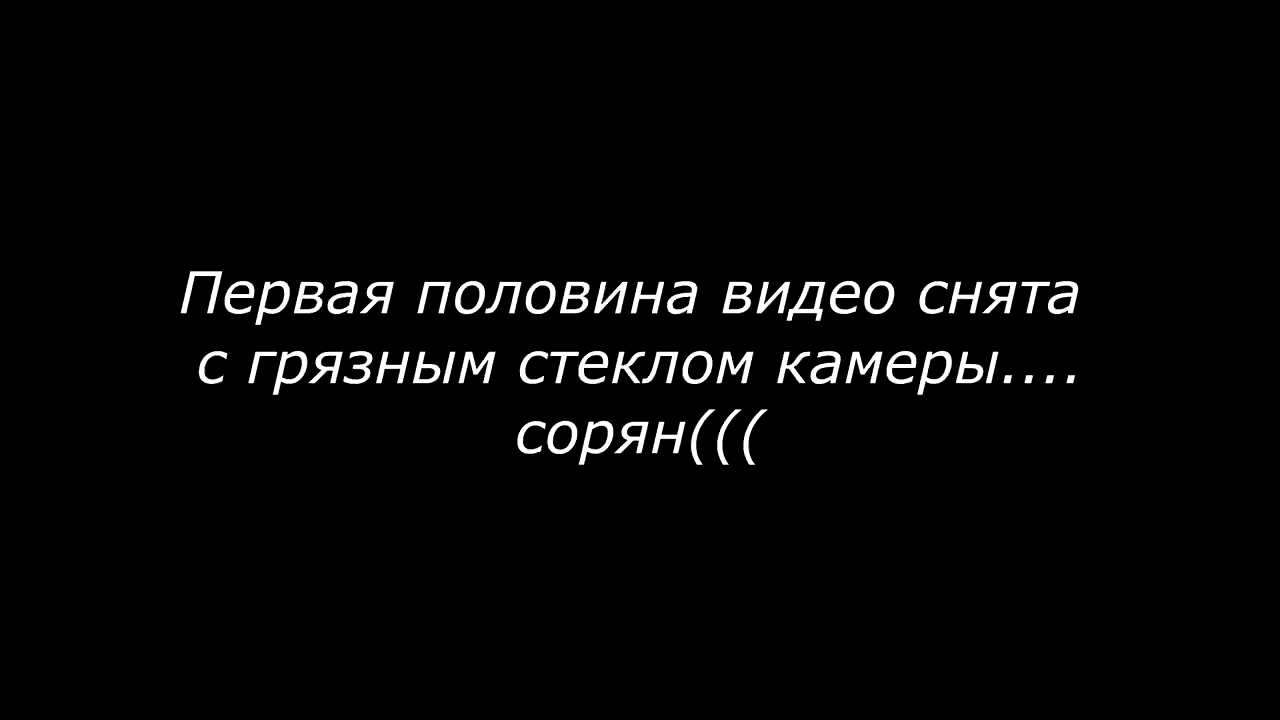 Первая половина видео снята
с грязным стеклом камеры....
сорян(((